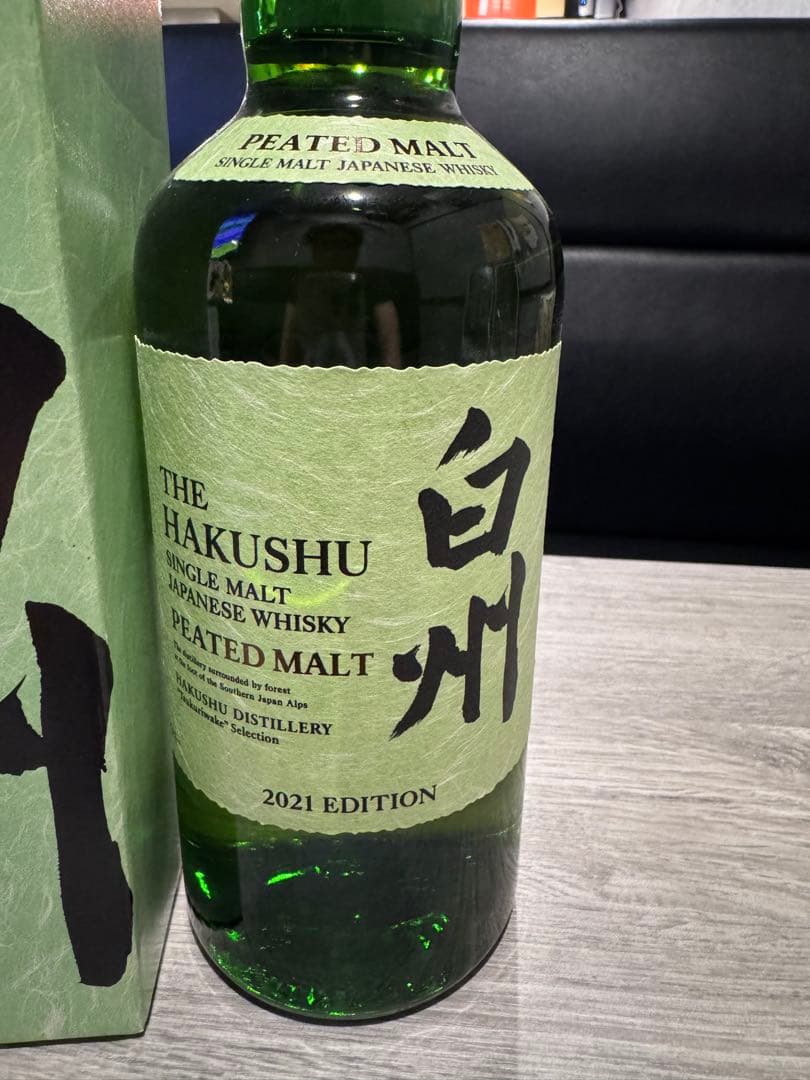 PEATED MALT
SINGLE MALT JAPANESE WHISKY
白州
THE
HAKUSHU
SINGLE MALT
JAPANESE WHISKY
PEATED MALT
The distillery surrounded by forest
at the foot of the Southern Japan Alps
HAKUSHU DISTILLERY
"Tsukuriwake" Selection
2021 EDITION